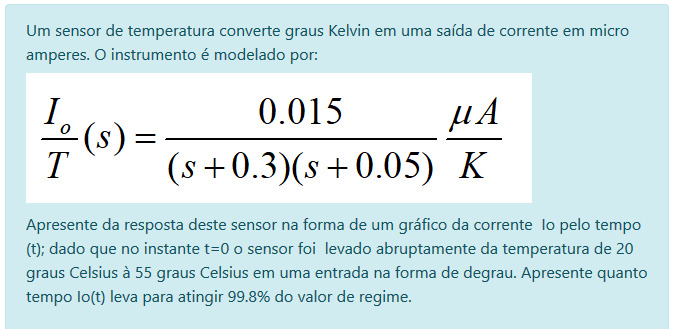 Um sensor de temperatura converte graus Kelvin em uma saída de corrente em micro
amperes. O instrumento é modelado por:
I_o/T (s) = 0.015/((s+0.3)(s+0.05)) μA/K
Apresente da resposta deste sensor na forma de um gráfico da corrente  Io pelo tempo
(t); dado que no instante t=0 o sensor foi  levado abruptamente da temperatura de 20
graus Celsius à 55 graus Celsius em uma entrada na forma de degrau. Apresente quanto
tempo Io(t) leva para atingir 99.8% do valor de regime.